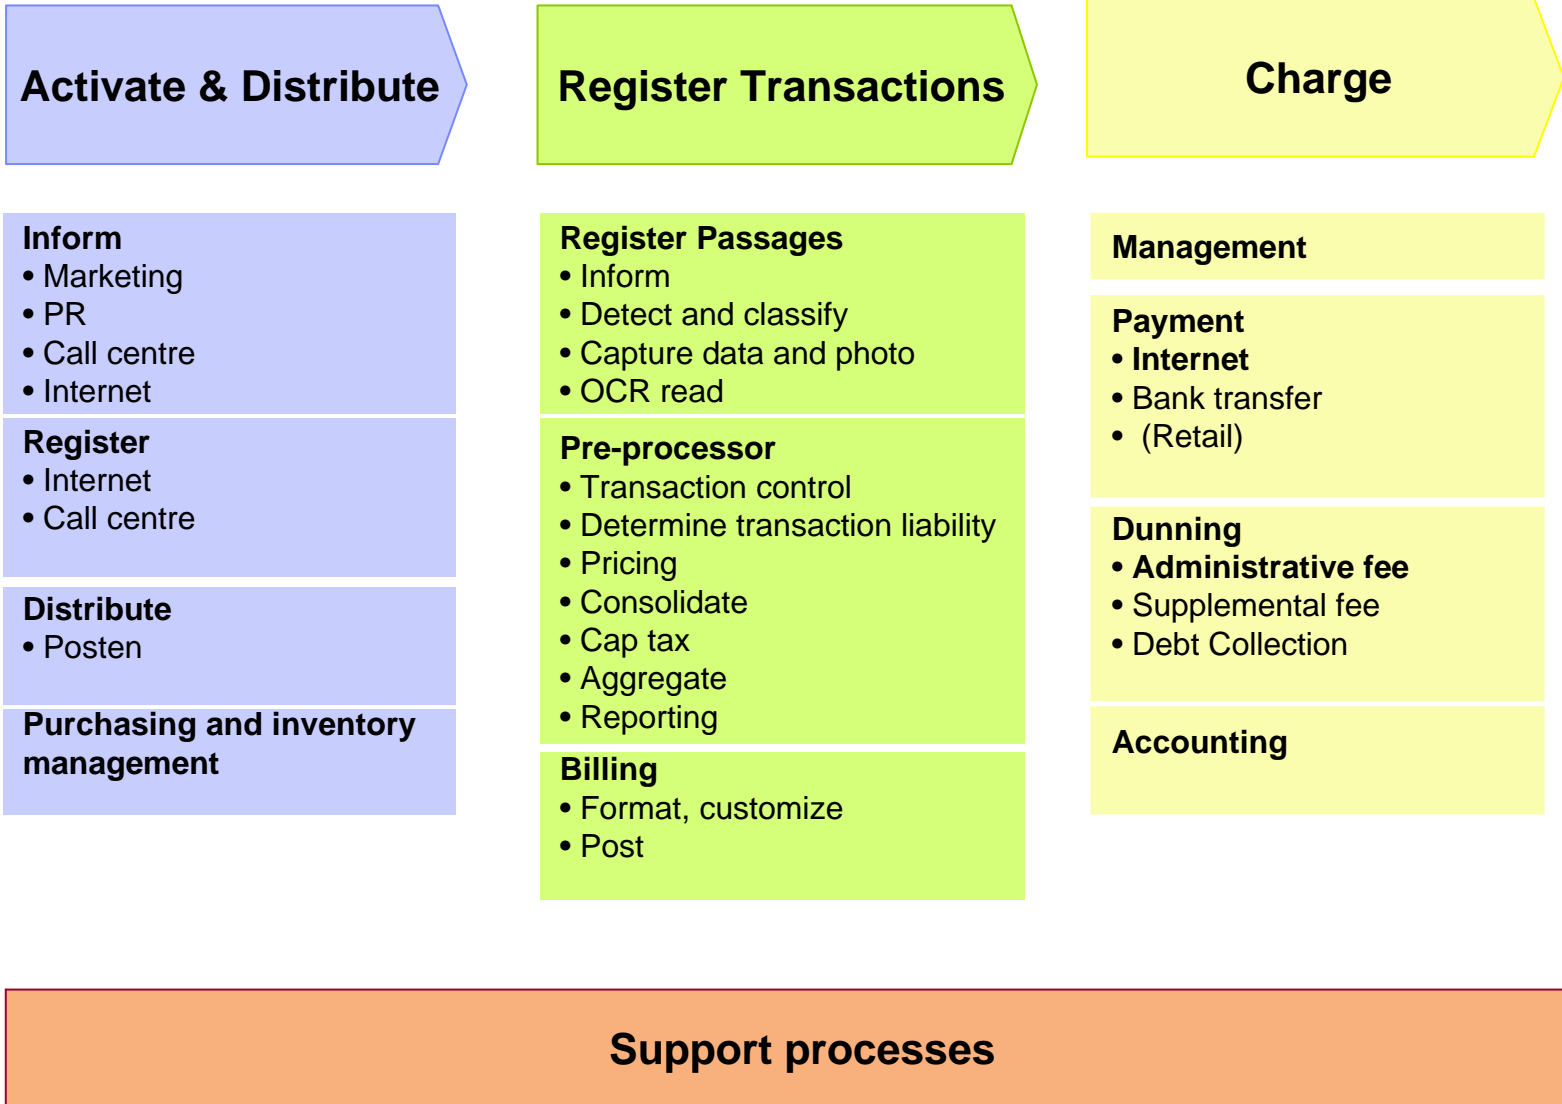 Activate & Distribute
Register Transactions
Charge
Inform
• Marketing
• PR
• Call centre
• Internet
Register
• Internet
• Call centre
Distribute
• Posten
Purchasing and inventory
management
Register Passages
• Inform
• Detect and classify
• Capture data and photo
• OCR read
Pre-processor
• Transaction control
• Determine transaction liability
• Pricing
• Consolidate
• Cap tax
• Aggregate
• Reporting
Billing
• Format, customize
• Post
Management
Payment
• Internet
• Bank transfer
• (Retail)
Dunning
• Administrative fee
• Supplemental fee
• Debt Collection
Accounting
Support processes